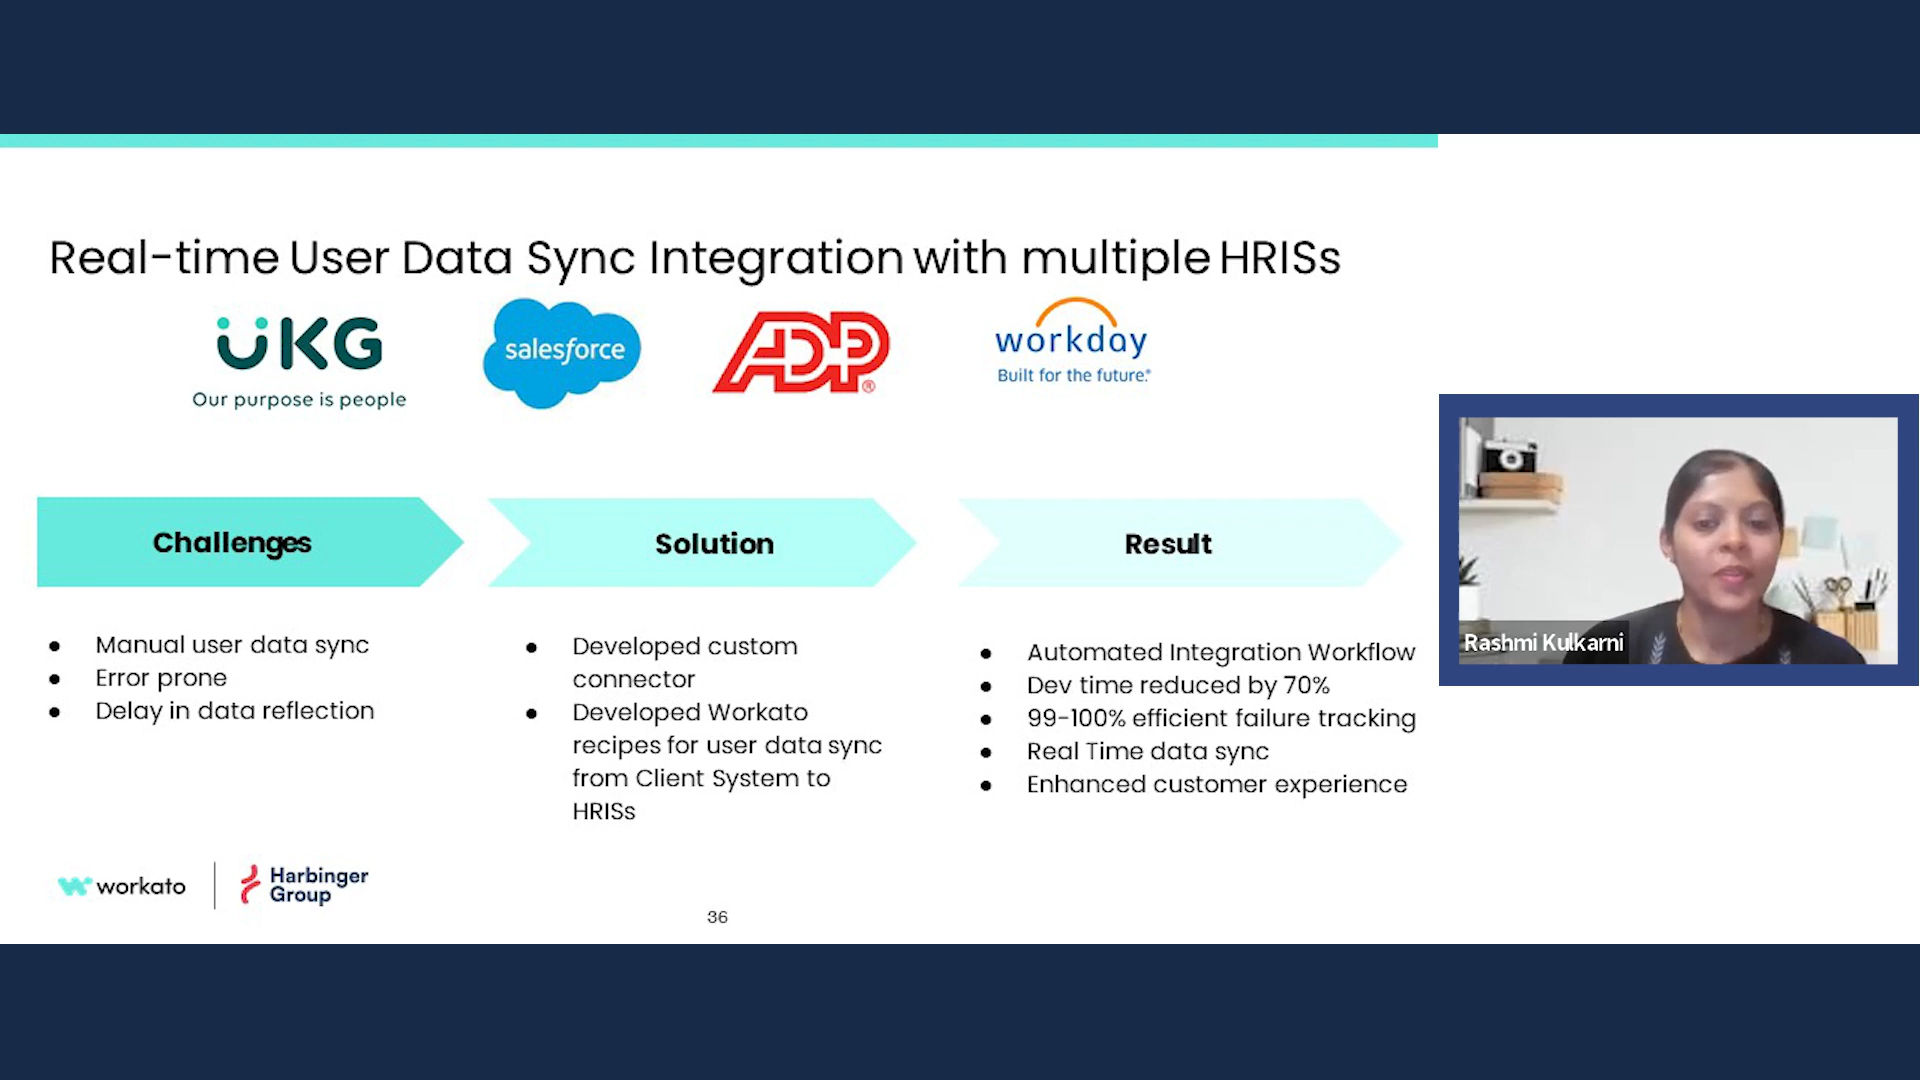 Real-time User Data Sync Integration with multiple HRISs
UKG
Our purpose is people
salesforce
ADP®
workday
Built for the future.®
Challenges
Solution
Result
Manual user data sync
Error prone
Delay in data reflection
Developed custom
connector
Developed Workato
recipes for user data sync
from Client System to
HRISs
Automated Integration Workflow
Dev time reduced by 70%
99-100% efficient failure tracking
Real Time data sync
Enhanced customer experience
Rashmi Kulkarni
workato
Harbinger
Group
36